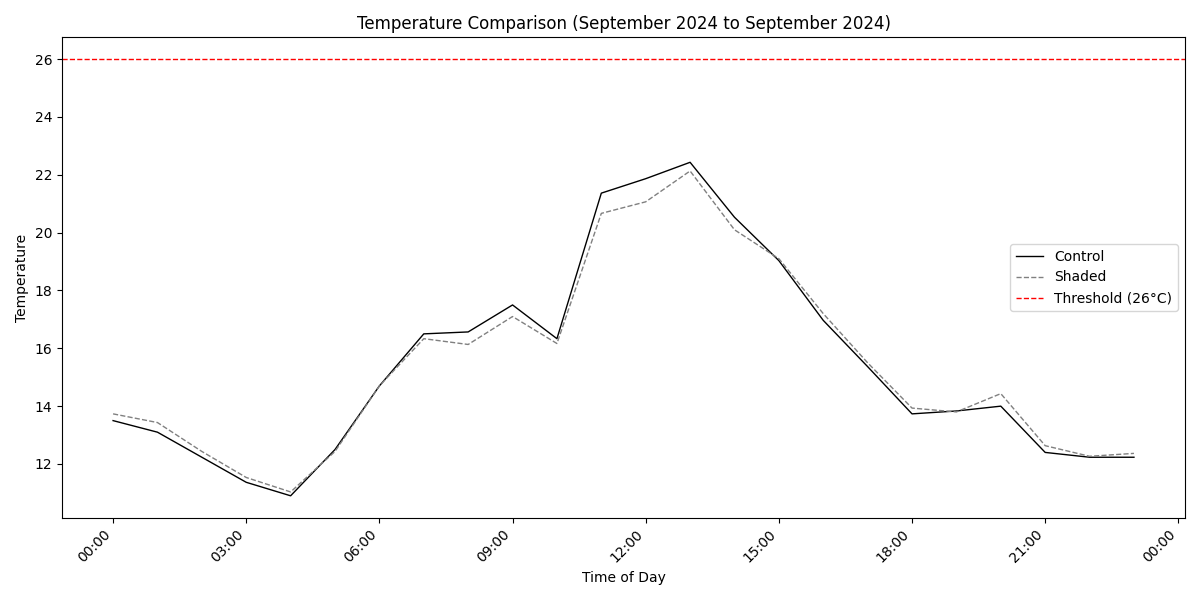 Temperature Comparison (September 2024 to September 2024)
26
24
22
20
18
16
14
12
Temperature
Control
Shaded
Threshold (26°C)
00:00
03:00
06:00
09:00
12:00
15:00
18:00
21:00
00:00
Time of Day